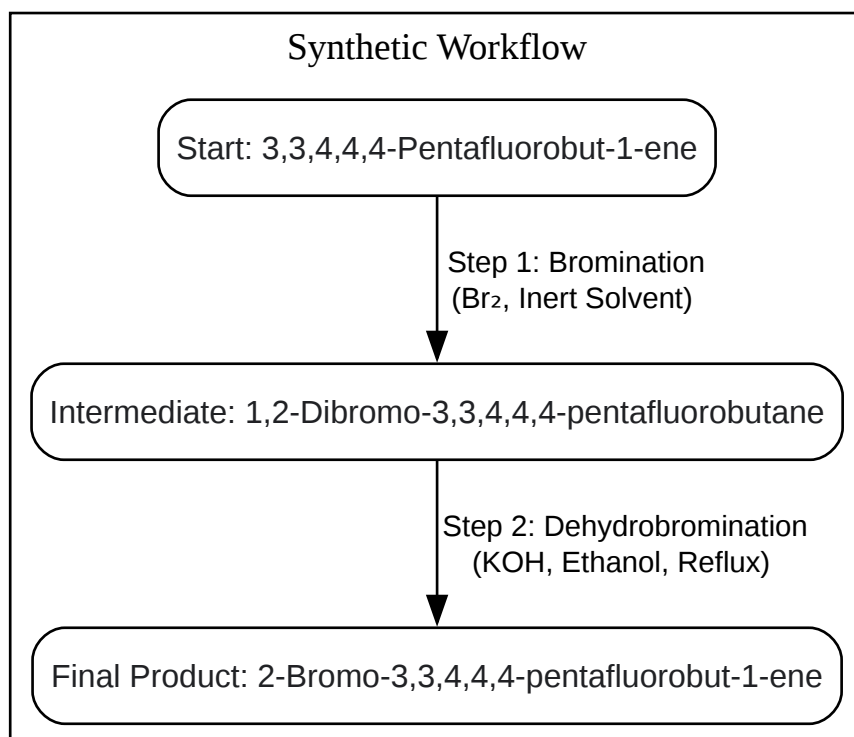 Synthetic Workflow
Start: 3,3,4,4,4-Pentafluorobut-1-ene
Step 1: Bromination
(Br₂, Inert Solvent)
Intermediate: 1,2-Dibromo-3,3,4,4,4-pentafluorobutane
Step 2: Dehydrobromination
(KOH, Ethanol, Reflux)
Final Product: 2-Bromo-3,3,4,4,4-pentafluorobut-1-ene